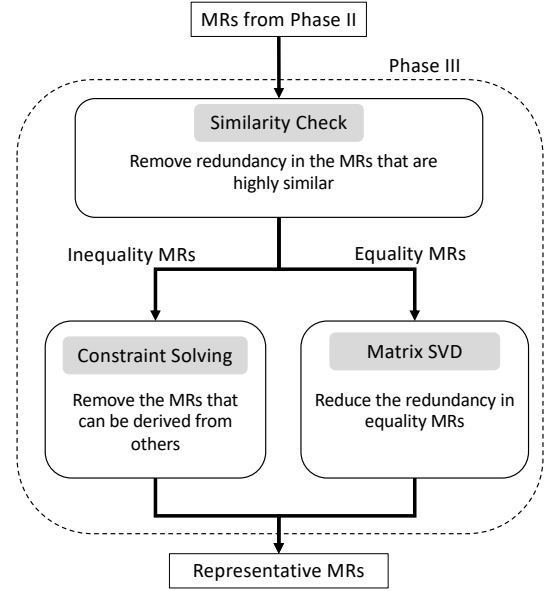 MRs from Phase II
Phase III
Similarity Check
Remove redundancy in the MRs that are
highly similar
Inequality MRs
Equality MRs
Constraint Solving
Remove the MRs that
can be derived from
others
Matrix SVD
Reduce the redundancy in
equality MRs
Representative MRs